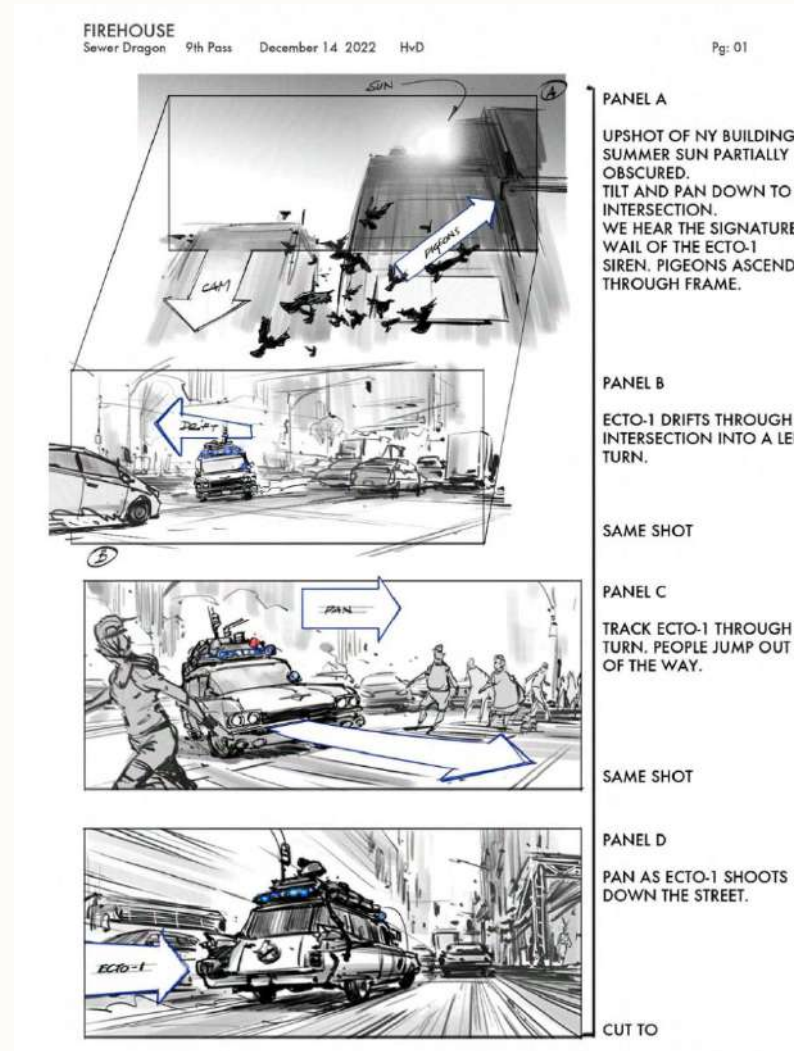 FIREHOUSE
Sewer Dragon 9th Pass December 14 2022 HvD Pg: 01
SUN
A
PIGEONS
CAM
PANEL A
UPSHOT OF NY BUILDING
SUMMER SUN PARTIALLY
OBSCURED.
TILT AND PAN DOWN TO
INTERSECTION.
WE HEAR THE SIGNATURE
WAIL OF THE ECTO-1
SIREN. PIGEONS ASCEND
THROUGH FRAME.
DRIFT
B
PANEL B
ECTO-1 DRIFTS THROUGH
INTERSECTION INTO A LE
TURN.
SAME SHOT
PAN
PANEL C
TRACK ECTO-1 THROUGH
TURN. PEOPLE JUMP OUT
OF THE WAY.
SAME SHOT
ECTO-1
PANEL D
PAN AS ECTO-1 SHOOTS
DOWN THE STREET.
CUT TO